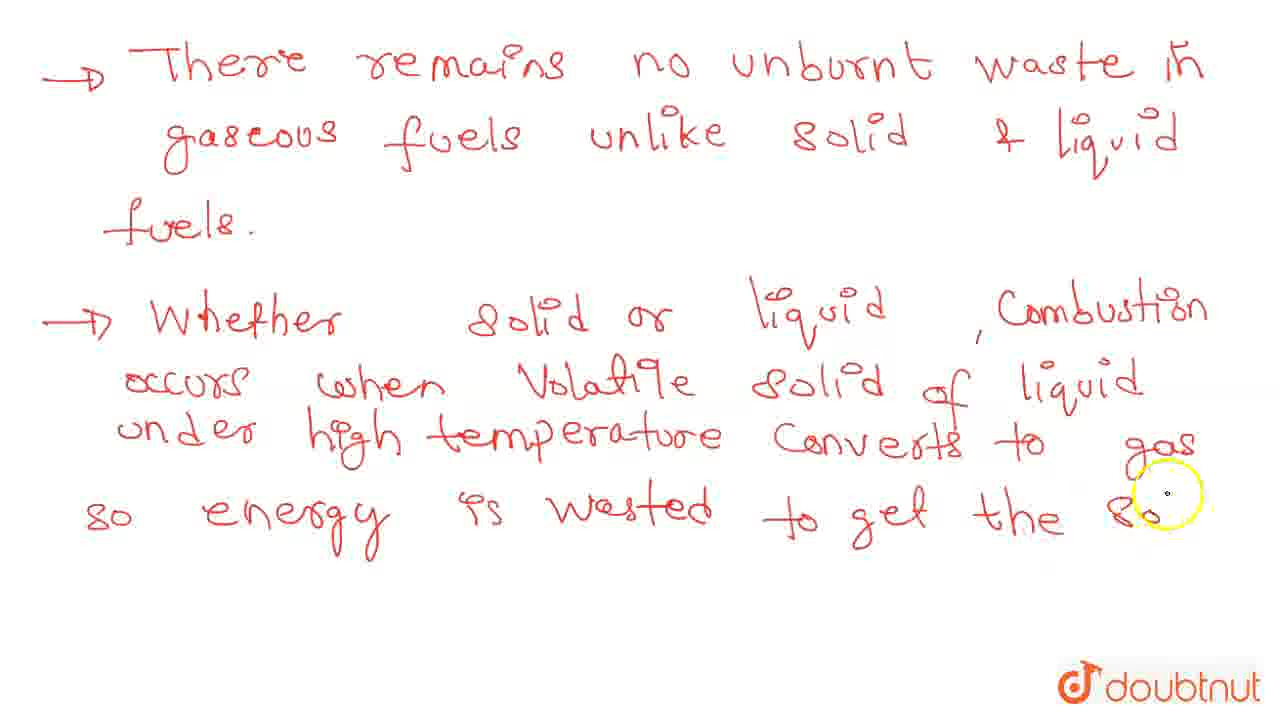 → There remains no unburnt waste in
gaseous fuels unlike solid & liquid
fuels.
→ Whether solid or liquid, Combustion
occurs when Volatile solid of liquid
under high temperature converts to gas
so energy is wasted to get the so
doubtnut